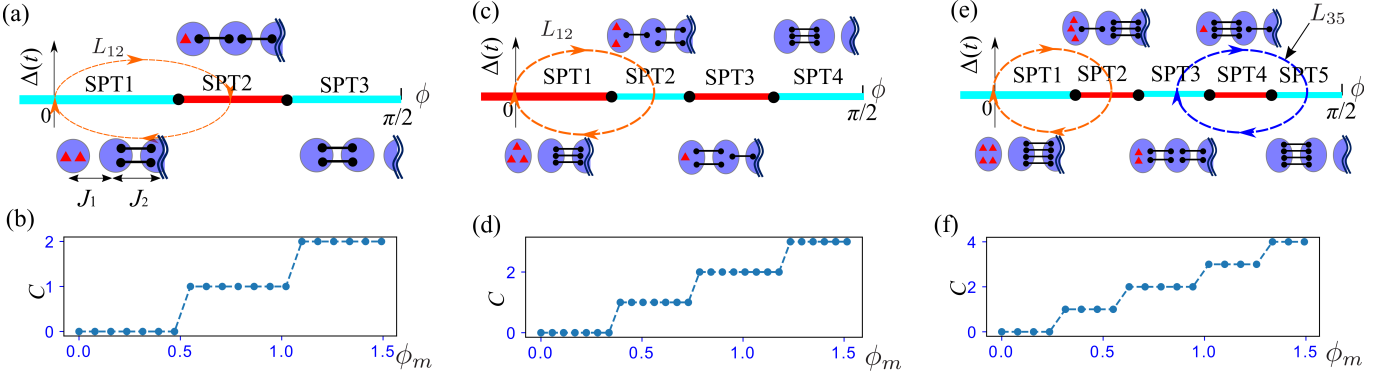 (a)
Δ(t)
L₁₂
SPT1
SPT2
SPT3
ϕ
0
π/2
J₁
J₂
(b)
C
2
1
0
0.0
0.5
1.0
1.5
ϕₘ
(c)
Δ(t)
L₁₂
SPT1
SPT2
SPT3
SPT4
ϕ
0
π/2
(d)
C
2
0
0.0
0.5
1.0
1.5
ϕₘ
(e)
Δ(t)
L₃₅
SPT1
SPT2
SPT3
SPT4
SPT5
ϕ
0
π/2
(f)
C
4
2
0
0.0
0.5
1.0
1.5
ϕₘ